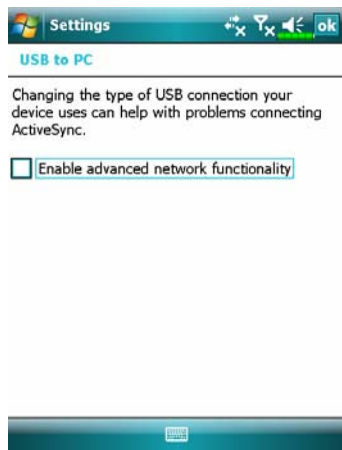 Settings
ok
USB to PC
Changing the type of USB connection your
device uses can help with problems connecting
ActiveSync.
Enable advanced network functionality